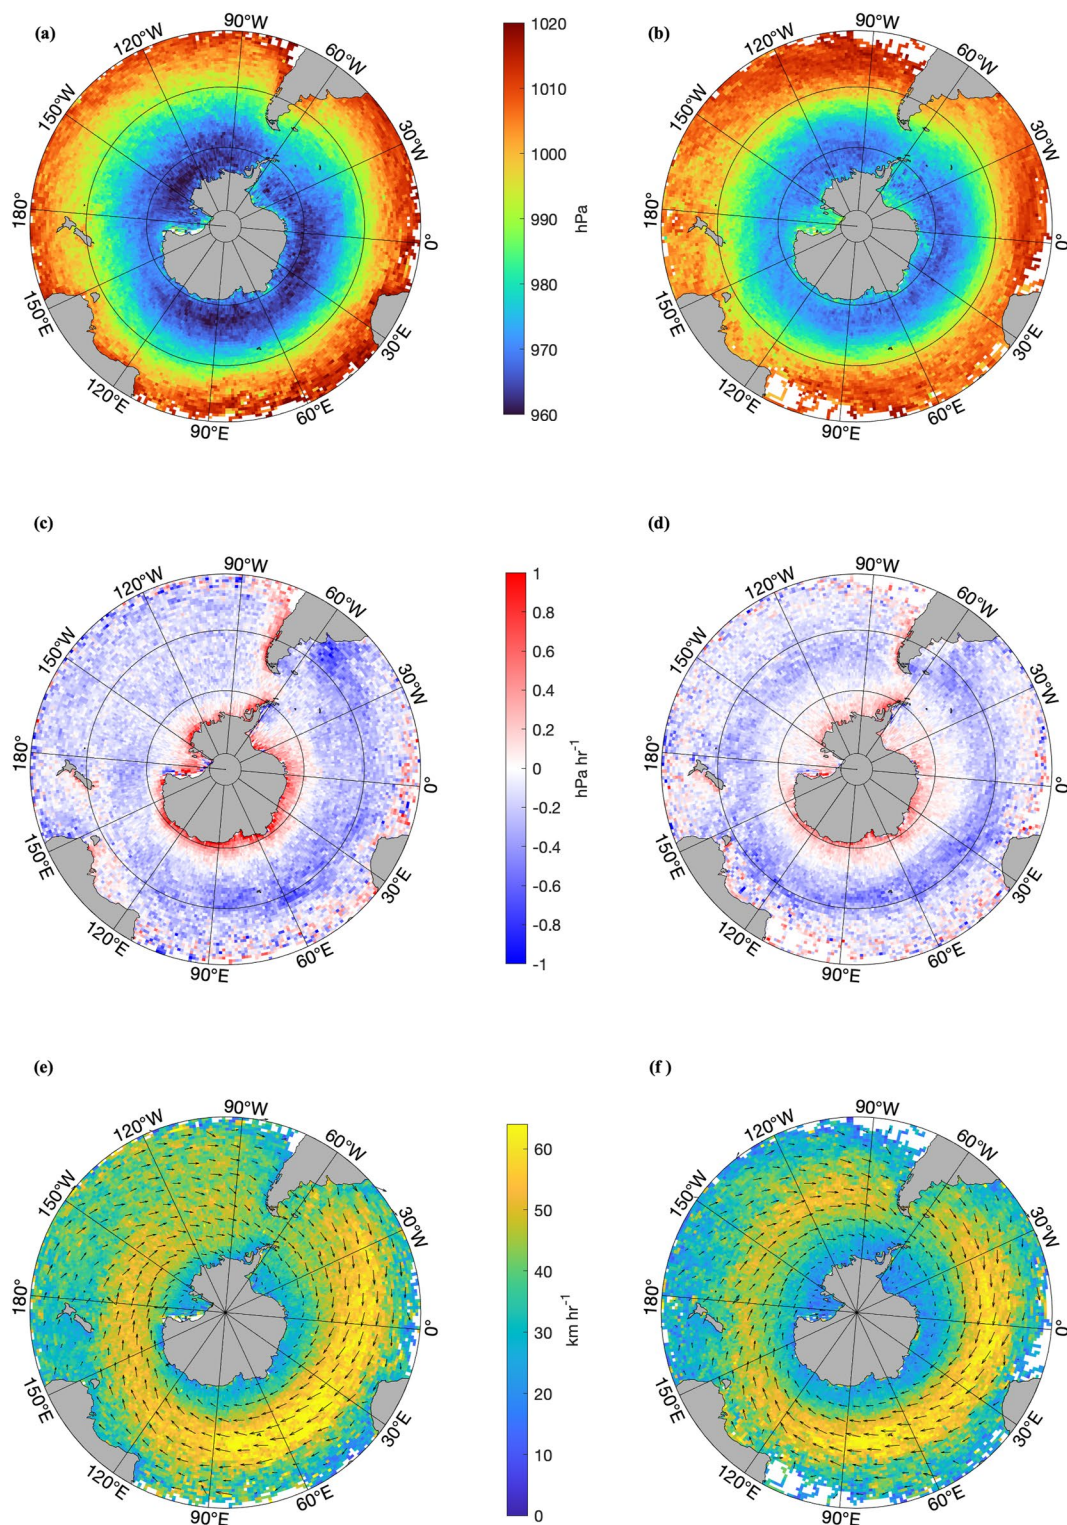 (a)
90°W
120°W
60°W
150°W
30°W
180°
0°
150°E
30°E
120°E
60°E
90°E
1020
1010
1000
990
980
970
960
hPa
(b)
90°W
120°W
60°W
150°W
30°W
180°
0°
150°E
30°E
120°E
60°E
90°E
(c)
90°W
120°W
60°W
150°W
30°W
180°
0°
150°E
30°E
120°E
60°E
90°E
1
0.8
0.6
0.4
0.2
0
-0.2
-0.4
-0.6
-0.8
-1
hPa hr⁻¹
(d)
90°W
120°W
60°W
150°W
30°W
180°
0°
150°E
30°E
120°E
60°E
90°E
(e)
90°W
120°W
60°W
150°W
30°W
180°
0°
150°E
30°E
120°E
60°E
90°E
60
50
40
30
20
10
0
km hr⁻¹
(f )
90°W
120°W
60°W
150°W
30°W
180°
0°
150°E
30°E
120°E
60°E
90°E